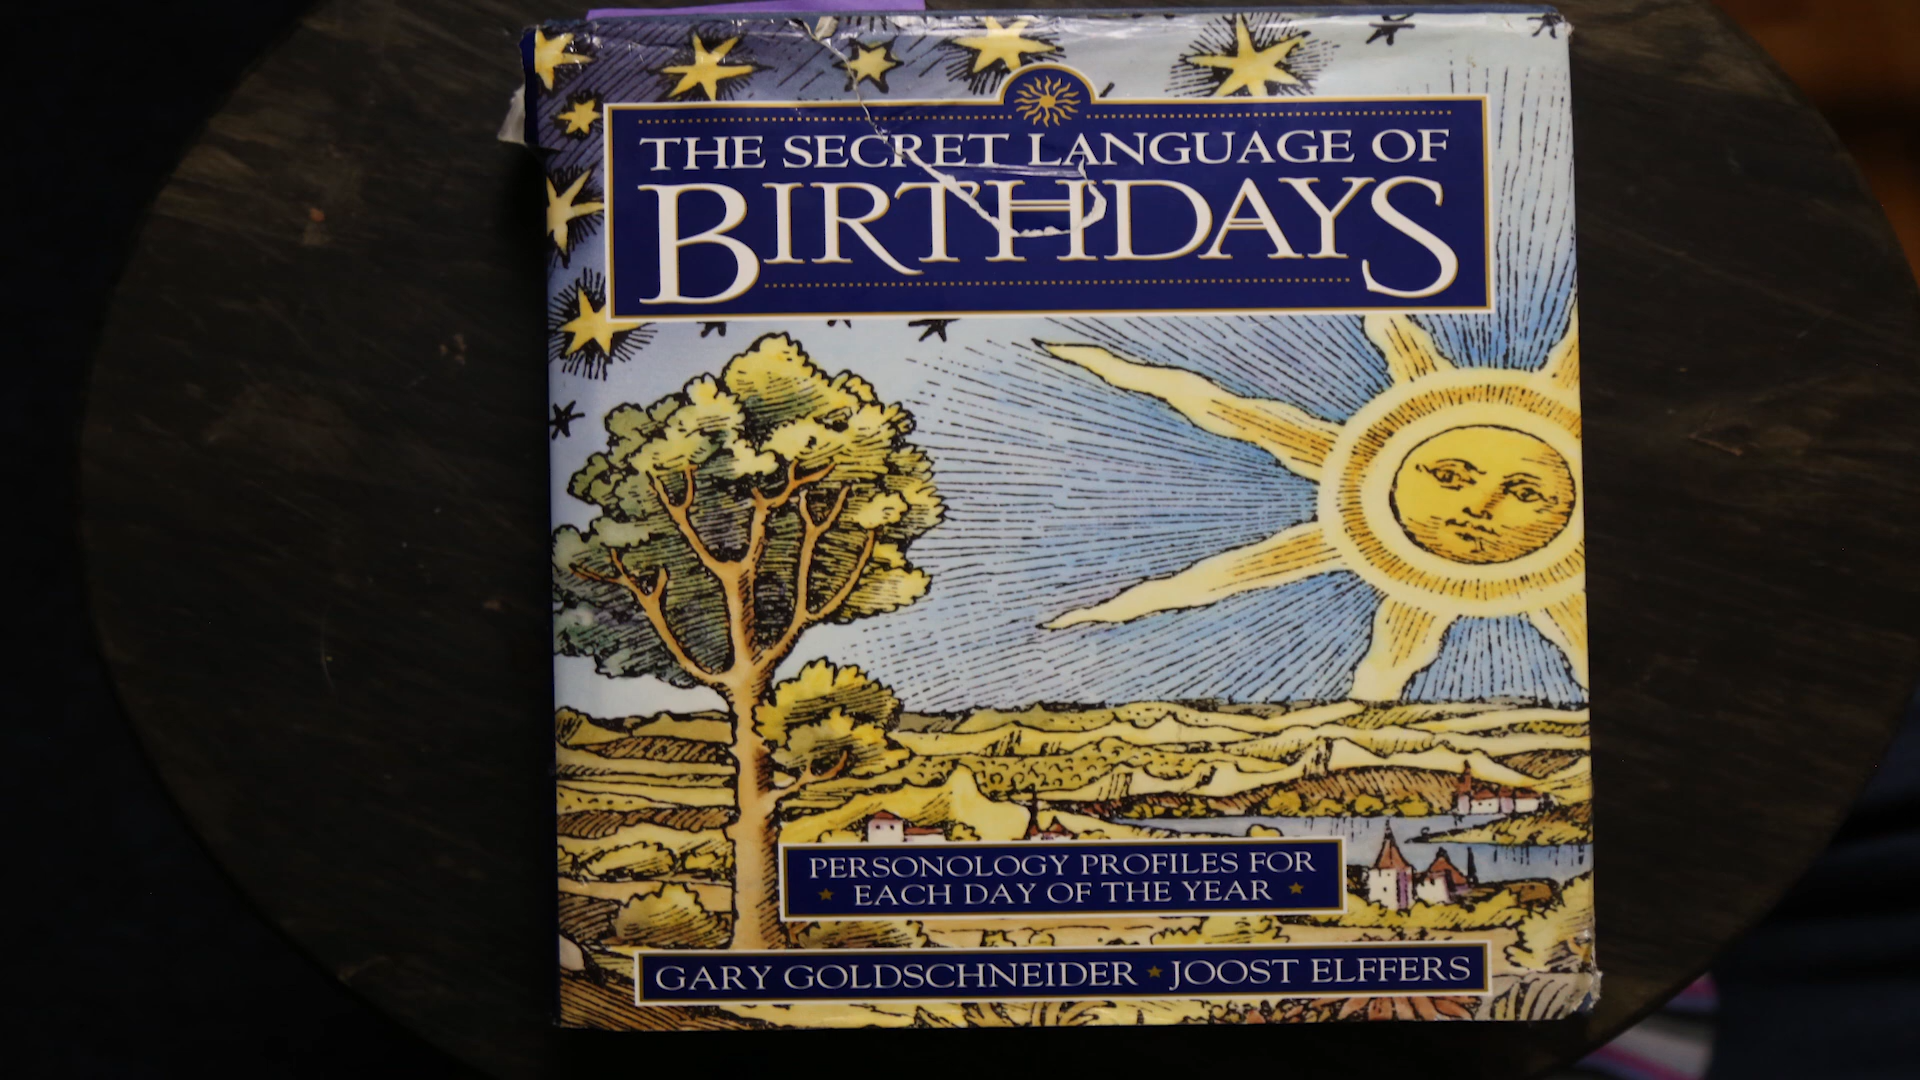 THE SECRET LANGUAGE OF
BIRTHDAYS
PERSONOLOGY PROFILES FOR
EACH DAY OF THE YEAR
GARY GOLDSCHNEIDER ★ JOOST ELFFERS